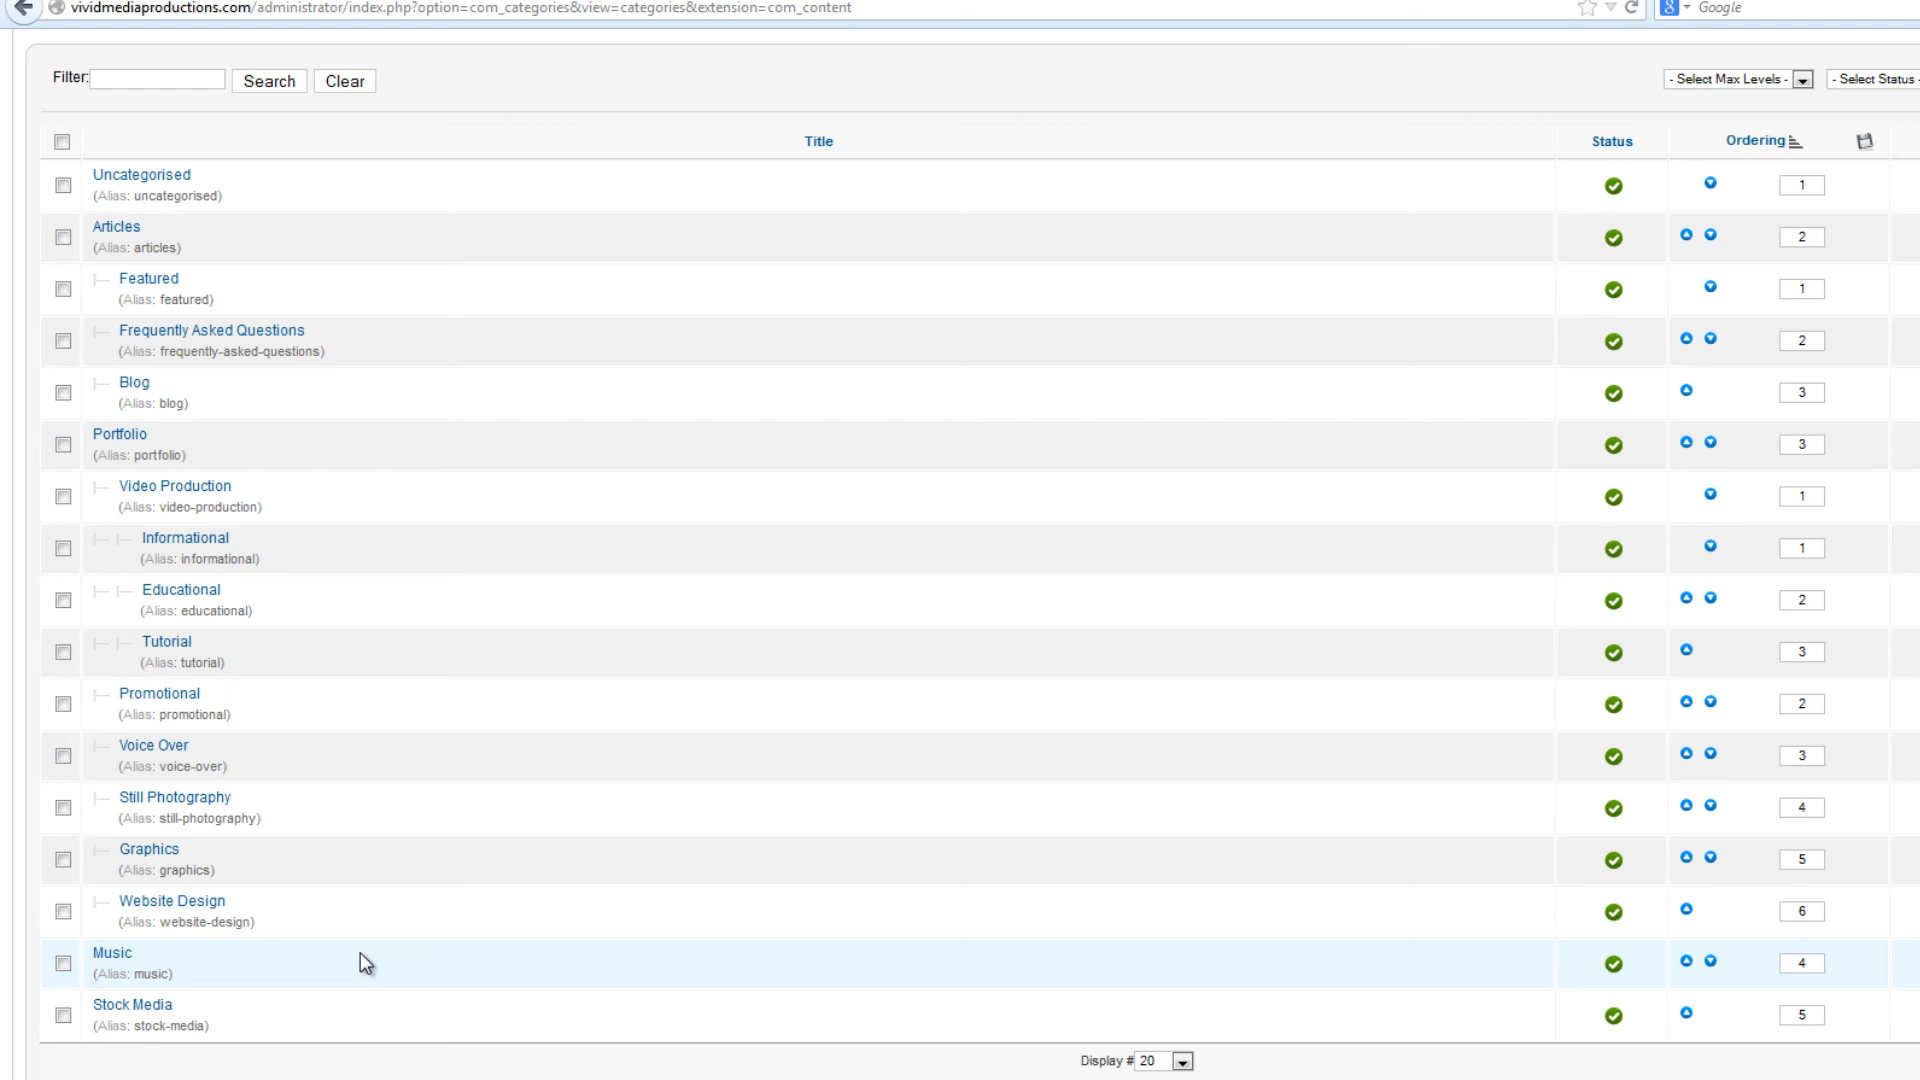 vividmediaproductions.com/administrator/index.php?option=com_categories&view=categories&extension=com_content
Google
Filter:
Search
Clear
- Select Max Levels -
- Select Status -
Title
Status
Ordering
Uncategorised
(Alias: uncategorised)
1
Articles
(Alias: articles)
2
Featured
(Alias: featured)
1
Frequently Asked Questions
(Alias: frequently-asked-questions)
2
Blog
(Alias: blog)
3
Portfolio
(Alias: portfolio)
3
Video Production
(Alias: video-production)
1
Informational
(Alias: informational)
1
Educational
(Alias: educational)
2
Tutorial
(Alias: tutorial)
3
Promotional
(Alias: promotional)
2
Voice Over
(Alias: voice-over)
3
Still Photography
(Alias: still-photography)
4
Graphics
(Alias: graphics)
5
Website Design
(Alias: website-design)
6
Music
(Alias: music)
4
Stock Media
(Alias: stock-media)
5
Display # 20